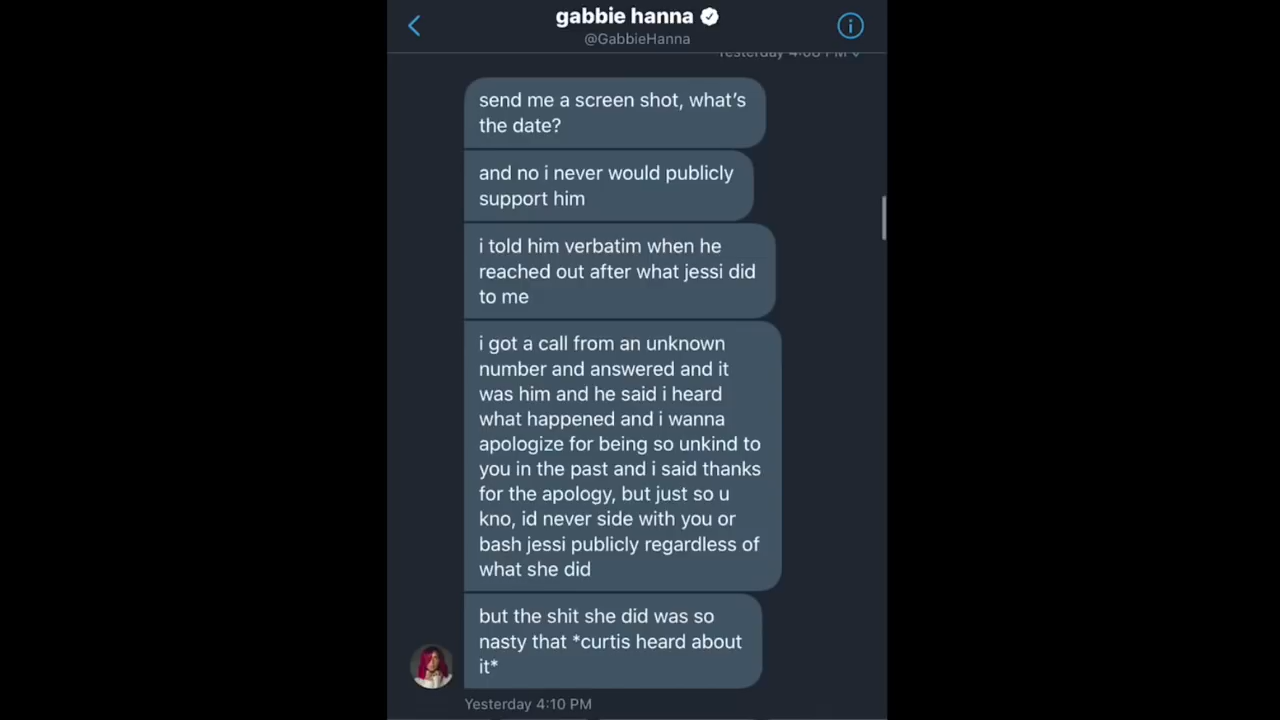 gabbie hanna
@GabbieHanna
Yesterday 4:08 PM
send me a screen shot, what's
the date?
and no i never would publicly
support him
i told him verbatim when he
reached out after what jessi did
to me
i got a call from an unknown
number and answered and it
was him and he said i heard
what happened and i wanna
apologize for being so unkind to
you in the past and i said thanks
for the apology, but just so u
kno, id never side with you or
bash jessi publicly regardless of
what she did
but the shit she did was so
nasty that *curtis heard about
it*
Yesterday 4:10 PM